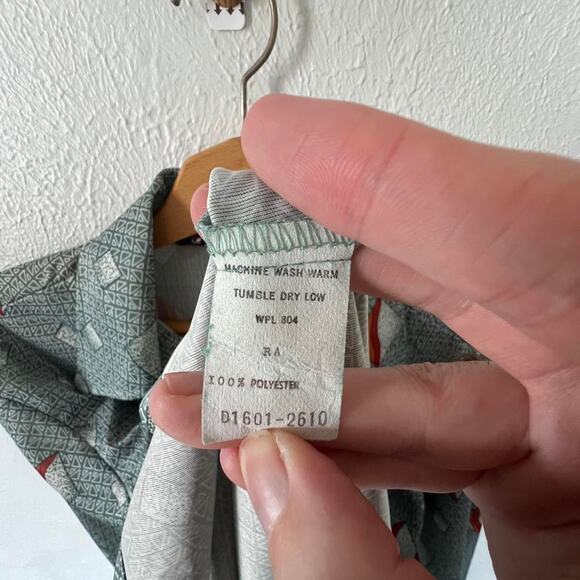 MACHINE WASH WARM
TUMBLE DRY LOW
WPL 804
RA
100% POLYESTER
D1601-2610